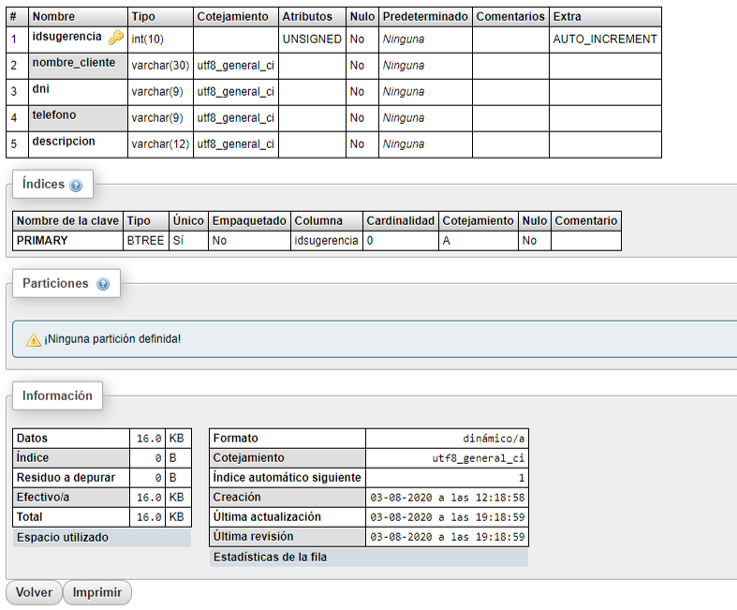 # Nombre Tipo Cotejamiento Atributos Nulo Predeterminado Comentarios Extra
1 idsugerencia int(10) UNSIGNED No Ninguna AUTO_INCREMENT
2 nombre_cliente varchar(30) utf8_general_ci No Ninguna
3 dni varchar(9) utf8_general_ci No Ninguna
4 telefono varchar(9) utf8_general_ci No Ninguna
5 descripcion varchar(12) utf8_general_ci No Ninguna
Índices
Nombre de la clave Tipo Único Empaquetado Columna Cardinalidad Cotejamiento Nulo Comentario
PRIMARY BTREE Sí No idsugerencia 0 A No
Particiones
¡Ninguna partición definida!
Información
Datos 16.0 KB
Índice 0 B
Residuo a depurar 0 B
Efectivo/a 16.0 KB
Total 16.0 KB
Espacio utilizado
Formato dinámico/a
Cotejamiento utf8_general_ci
Índice automático siguiente 1
Creación 03-08-2020 a las 12:18:58
Última actualización 03-08-2020 a las 19:18:59
Última revisión 03-08-2020 a las 19:18:59
Estadísticas de la fila
Volver Imprimir